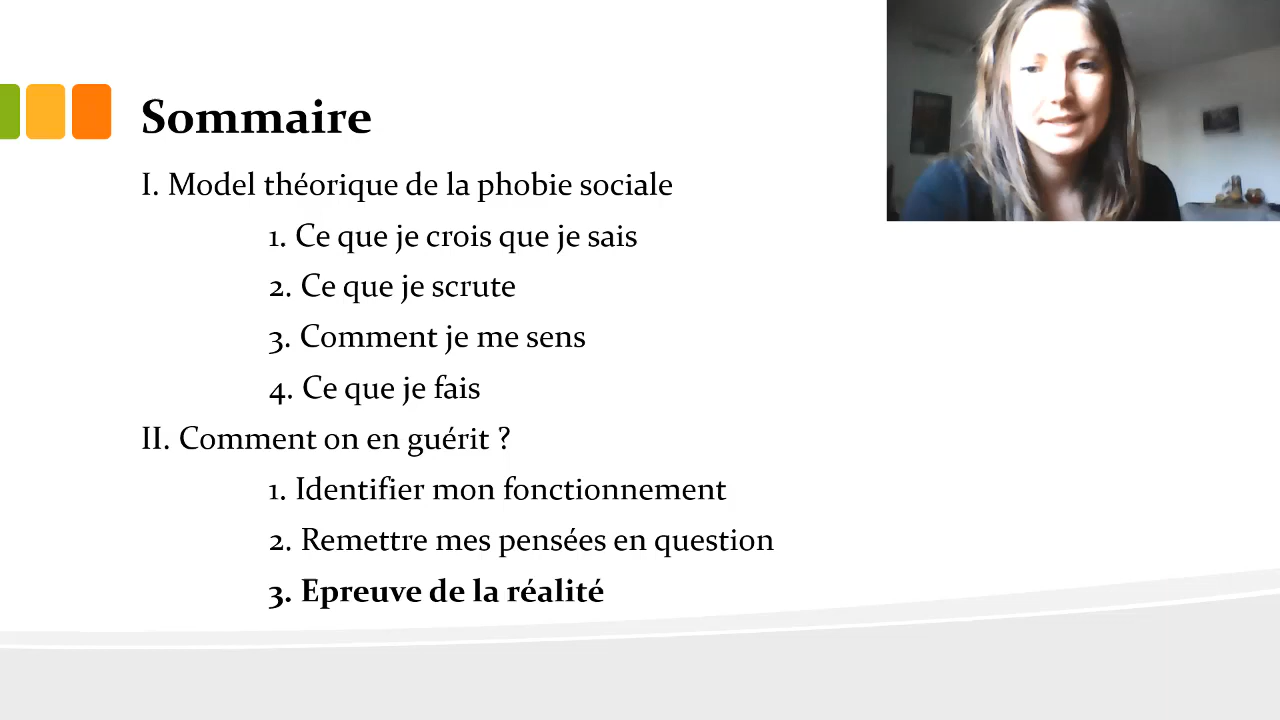 Sommaire
I. Model théorique de la phobie sociale
1. Ce que je crois que je sais
2. Ce que je scrute
3. Comment je me sens
4. Ce que je fais
II. Comment on en guérit ?
1. Identifier mon fonctionnement
2. Remettre mes pensées en question
3. Epreuve de la réalité